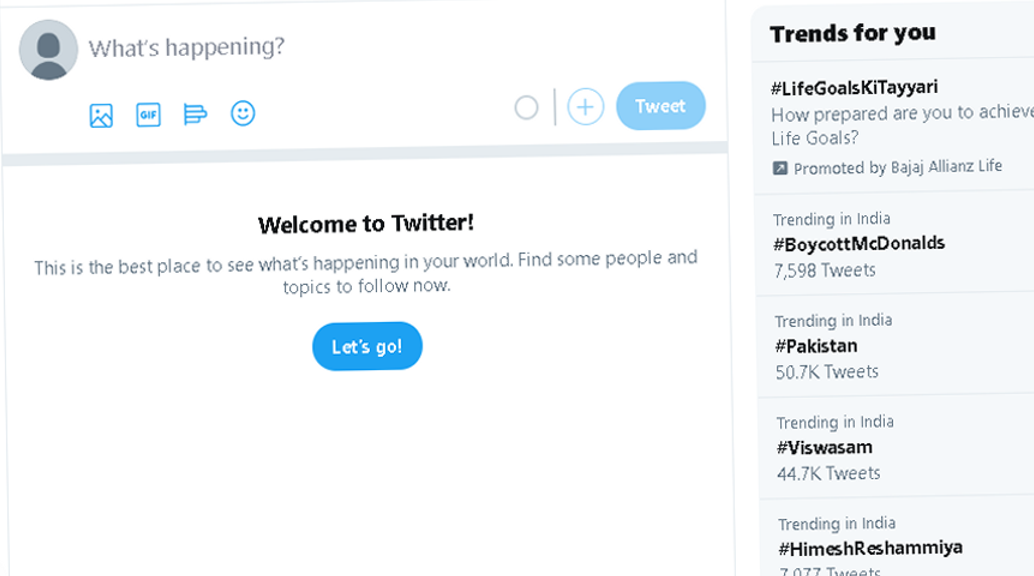 What's happening?
GIF
Tweet
Welcome to Twitter!
This is the best place to see what's happening in your world. Find some people and
topics to follow now.
Let's go!
Trends for you
#LifeGoalsKiTayyari
How prepared are you to achieve
Life Goals?
Promoted by Bajaj Allianz Life
Trending in India
#BoycottMcDonalds
7,598 Tweets
Trending in India
#Pakistan
50.7K Tweets
Trending in India
#Viswasam
44.7K Tweets
Trending in India
#HimeshReshammiya
7,077 Tweets